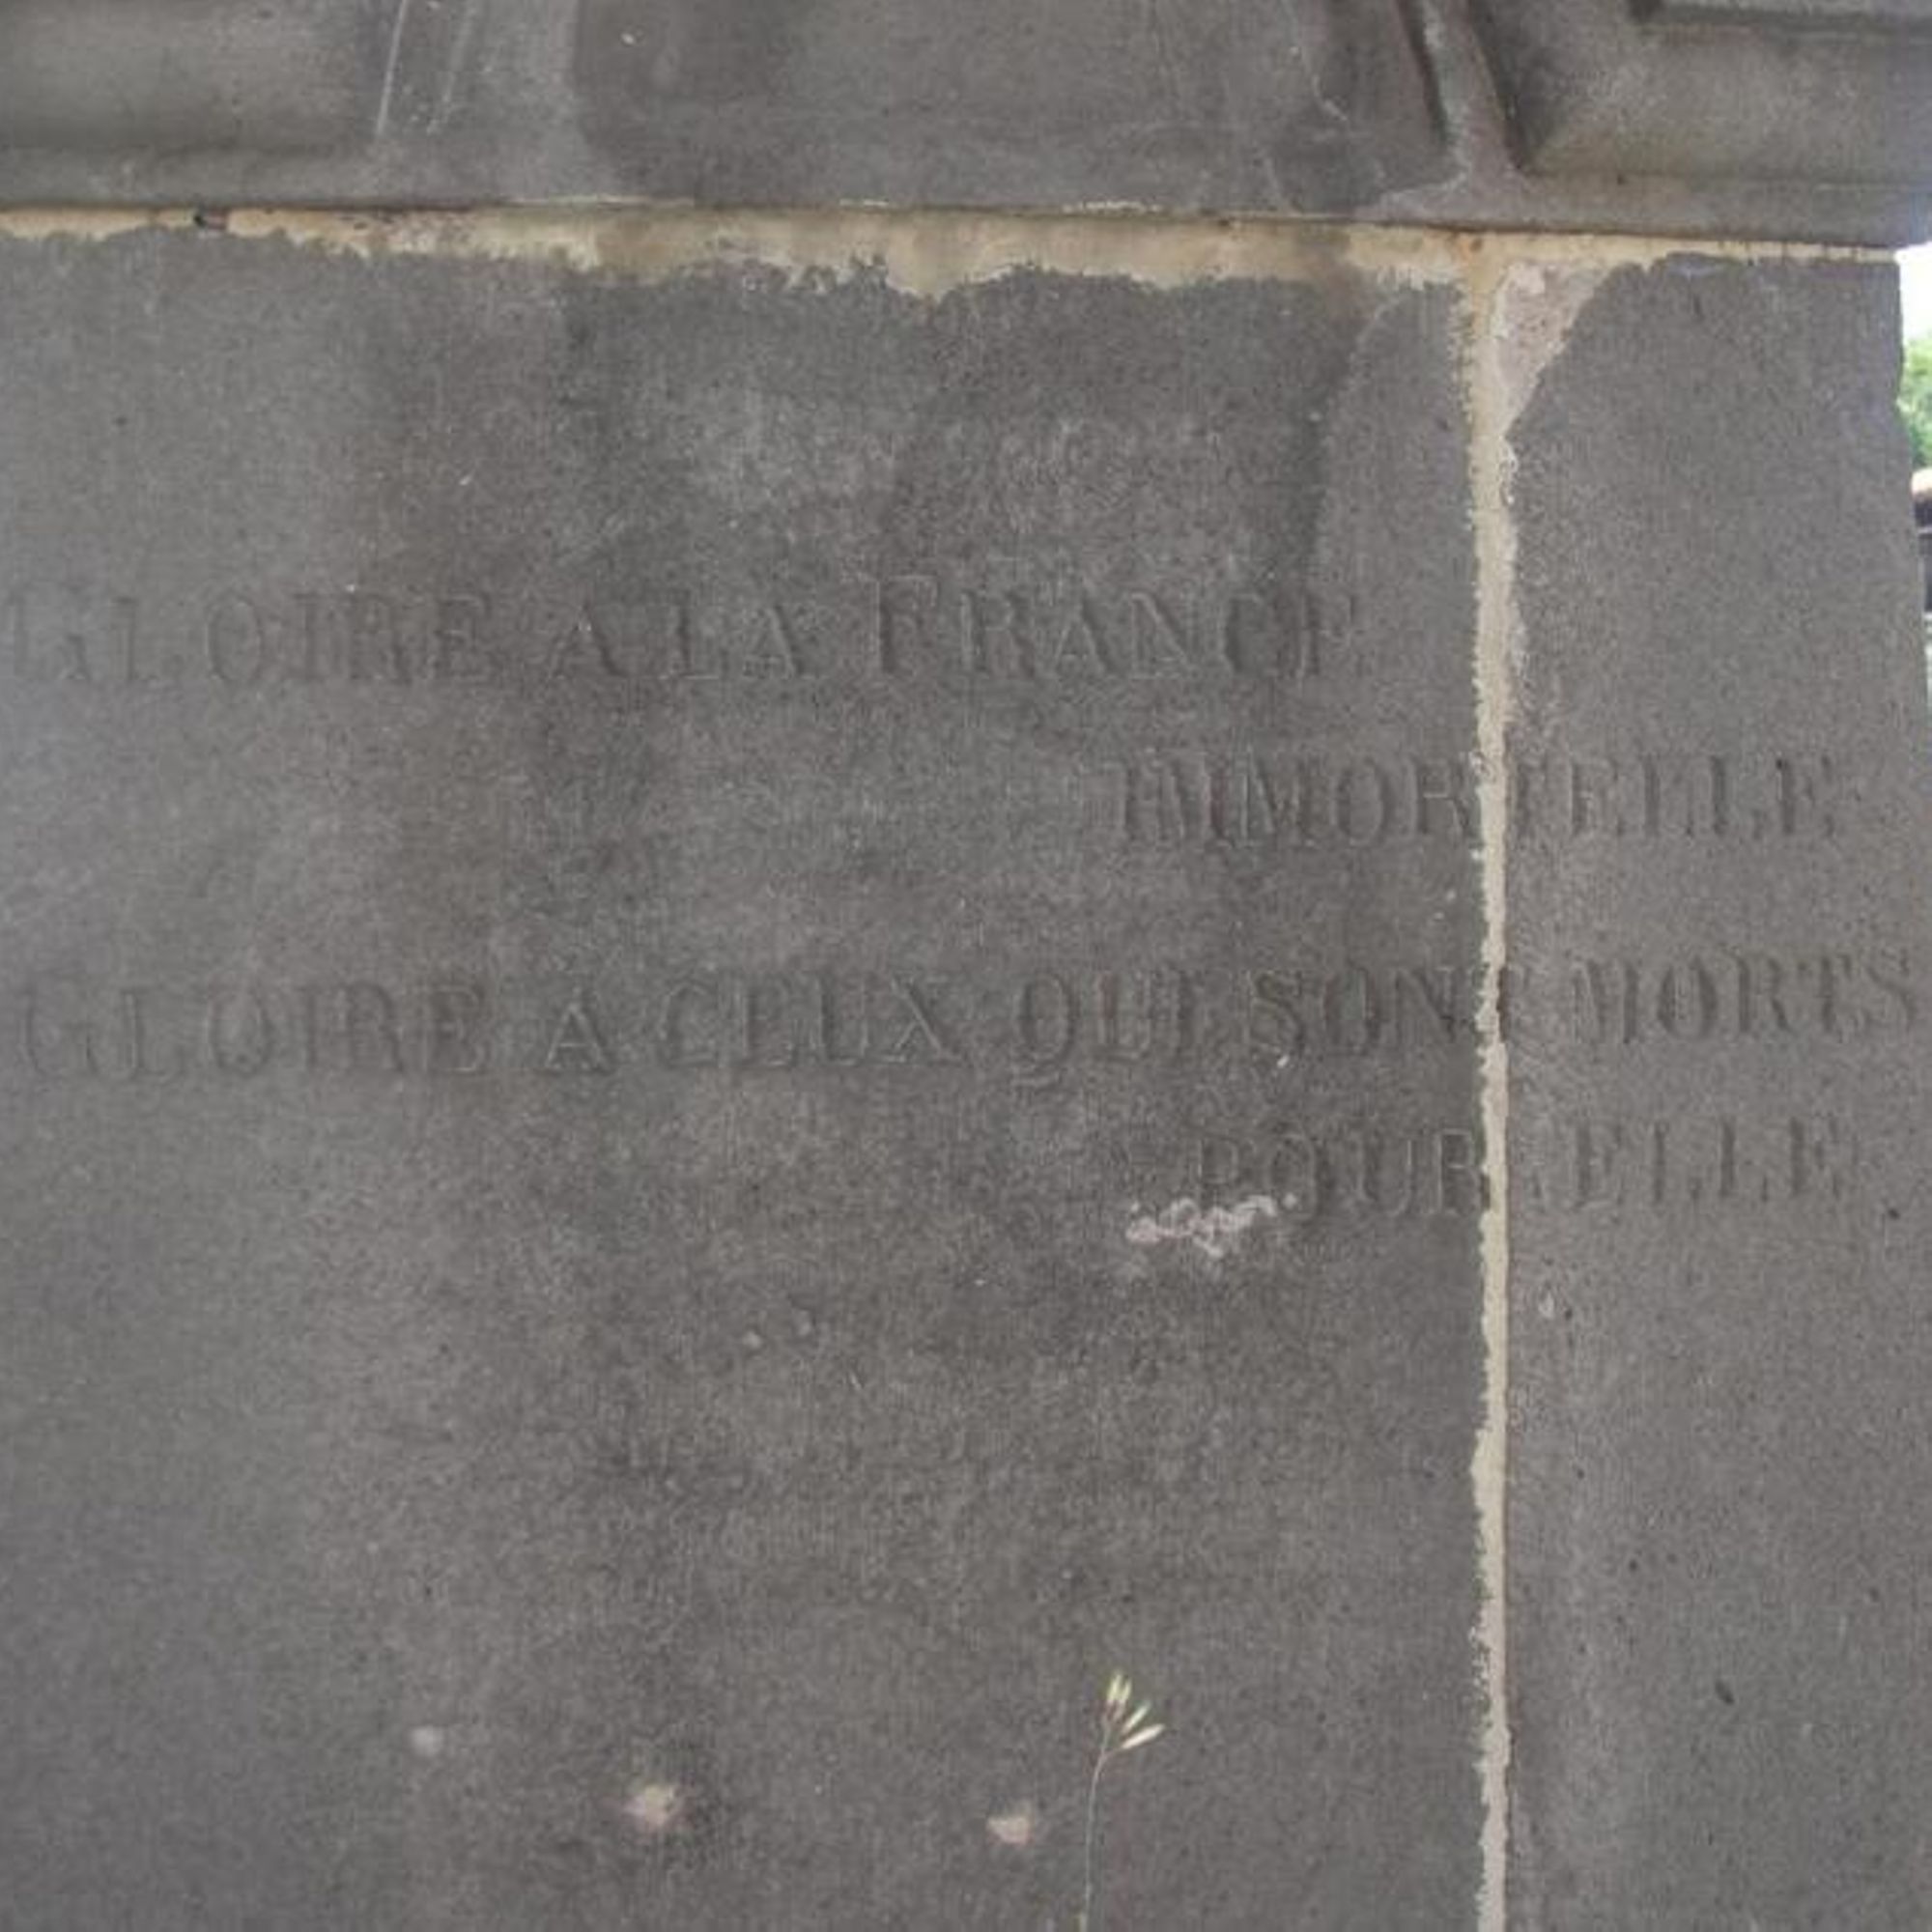 GLOIRE A LA FRANCE
IMMORTELLE
GLOIRE A CEUX QUI SONT MORTS
POUR ELLE